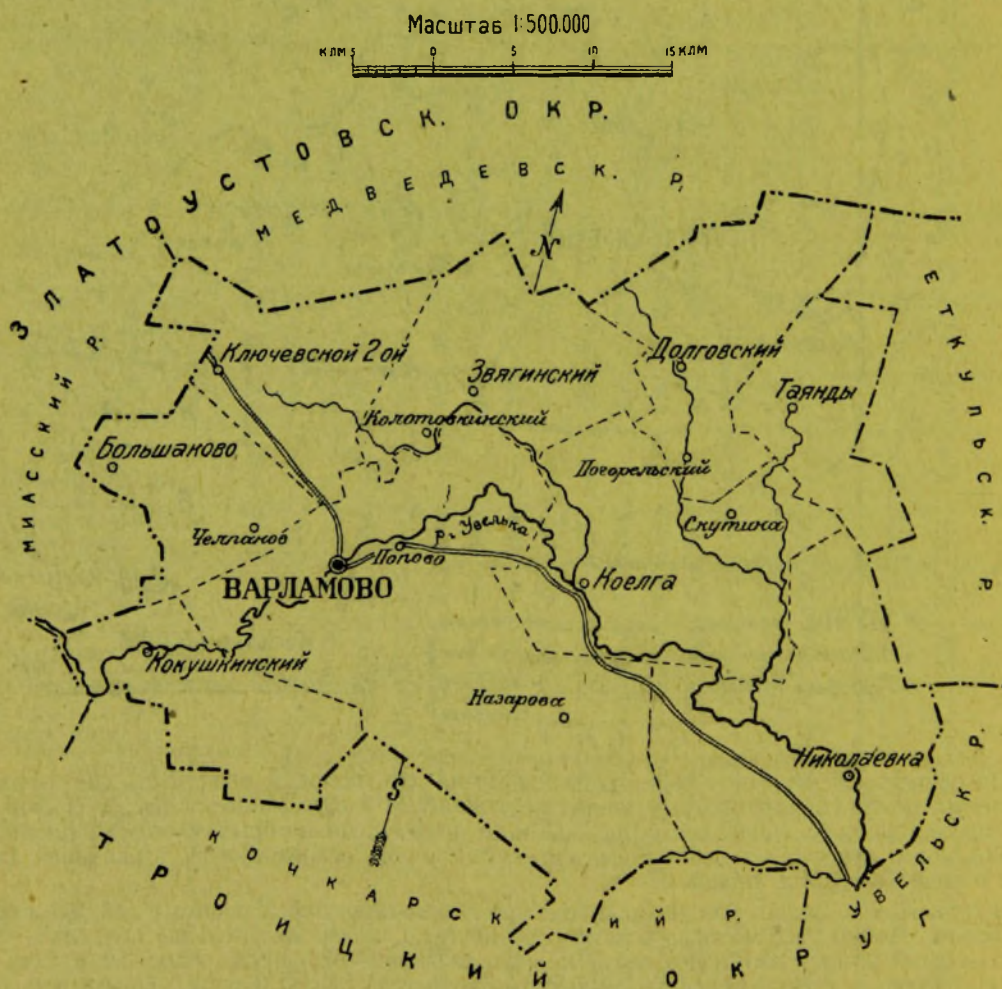 Масштаб 1:500.000
КЛМ 5 0 5 10 15 КЛМ
ЗЛАТОУСТОВСК. ОКР.
МЕДВЕДЕВСК. Р.
N
МИАССКИЙ Р.
ЕТКУЛЬСК. Р.
Ключевской 2ой
Звягинский
Долговский
Таянды
Колотовкинский
Большаково
Погорельский
Скутина
Челпанов
р. Увелька
Попово
ВАРЛАМОВО
Коелга
Кокушкинский
Назарова
Николаевка
S
КОЧКАРСКИЙ Р.
УВЕЛЬСК. Р.
ТРОИЦКИЙ ОКРУГ